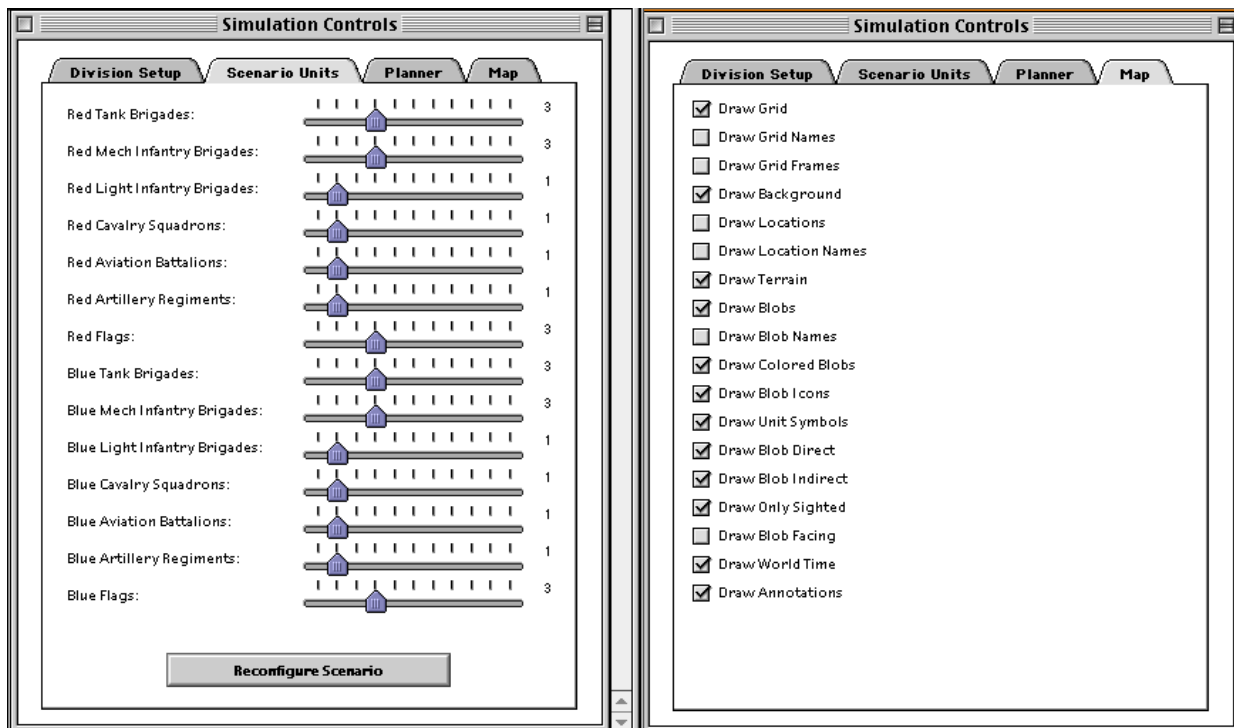 Simulation Controls
Division Setup Scenario Units Planner Map
Red Tank Brigades: 3
Red Mech Infantry Brigades: 3
Red Light Infantry Brigades: 1
Red Cavalry Squadrons: 1
Red Aviation Battalions: 1
Red Artillery Regiments: 1
Red Flags: 3
Blue Tank Brigades: 3
Blue Mech Infantry Brigades: 3
Blue Light Infantry Brigades: 1
Blue Cavalry Squadrons: 1
Blue Aviation Battalions: 1
Blue Artillery Regiments: 1
Blue Flags: 3
Reconfigure Scenario
Simulation Controls
Division Setup Scenario Units Planner Map
Draw Grid
Draw Grid Names
Draw Grid Frames
Draw Background
Draw Locations
Draw Location Names
Draw Terrain
Draw Blobs
Draw Blob Names
Draw Colored Blobs
Draw Blob Icons
Draw Unit Symbols
Draw Blob Direct
Draw Blob Indirect
Draw Only Sighted
Draw Blob Facing
Draw World Time
Draw Annotations